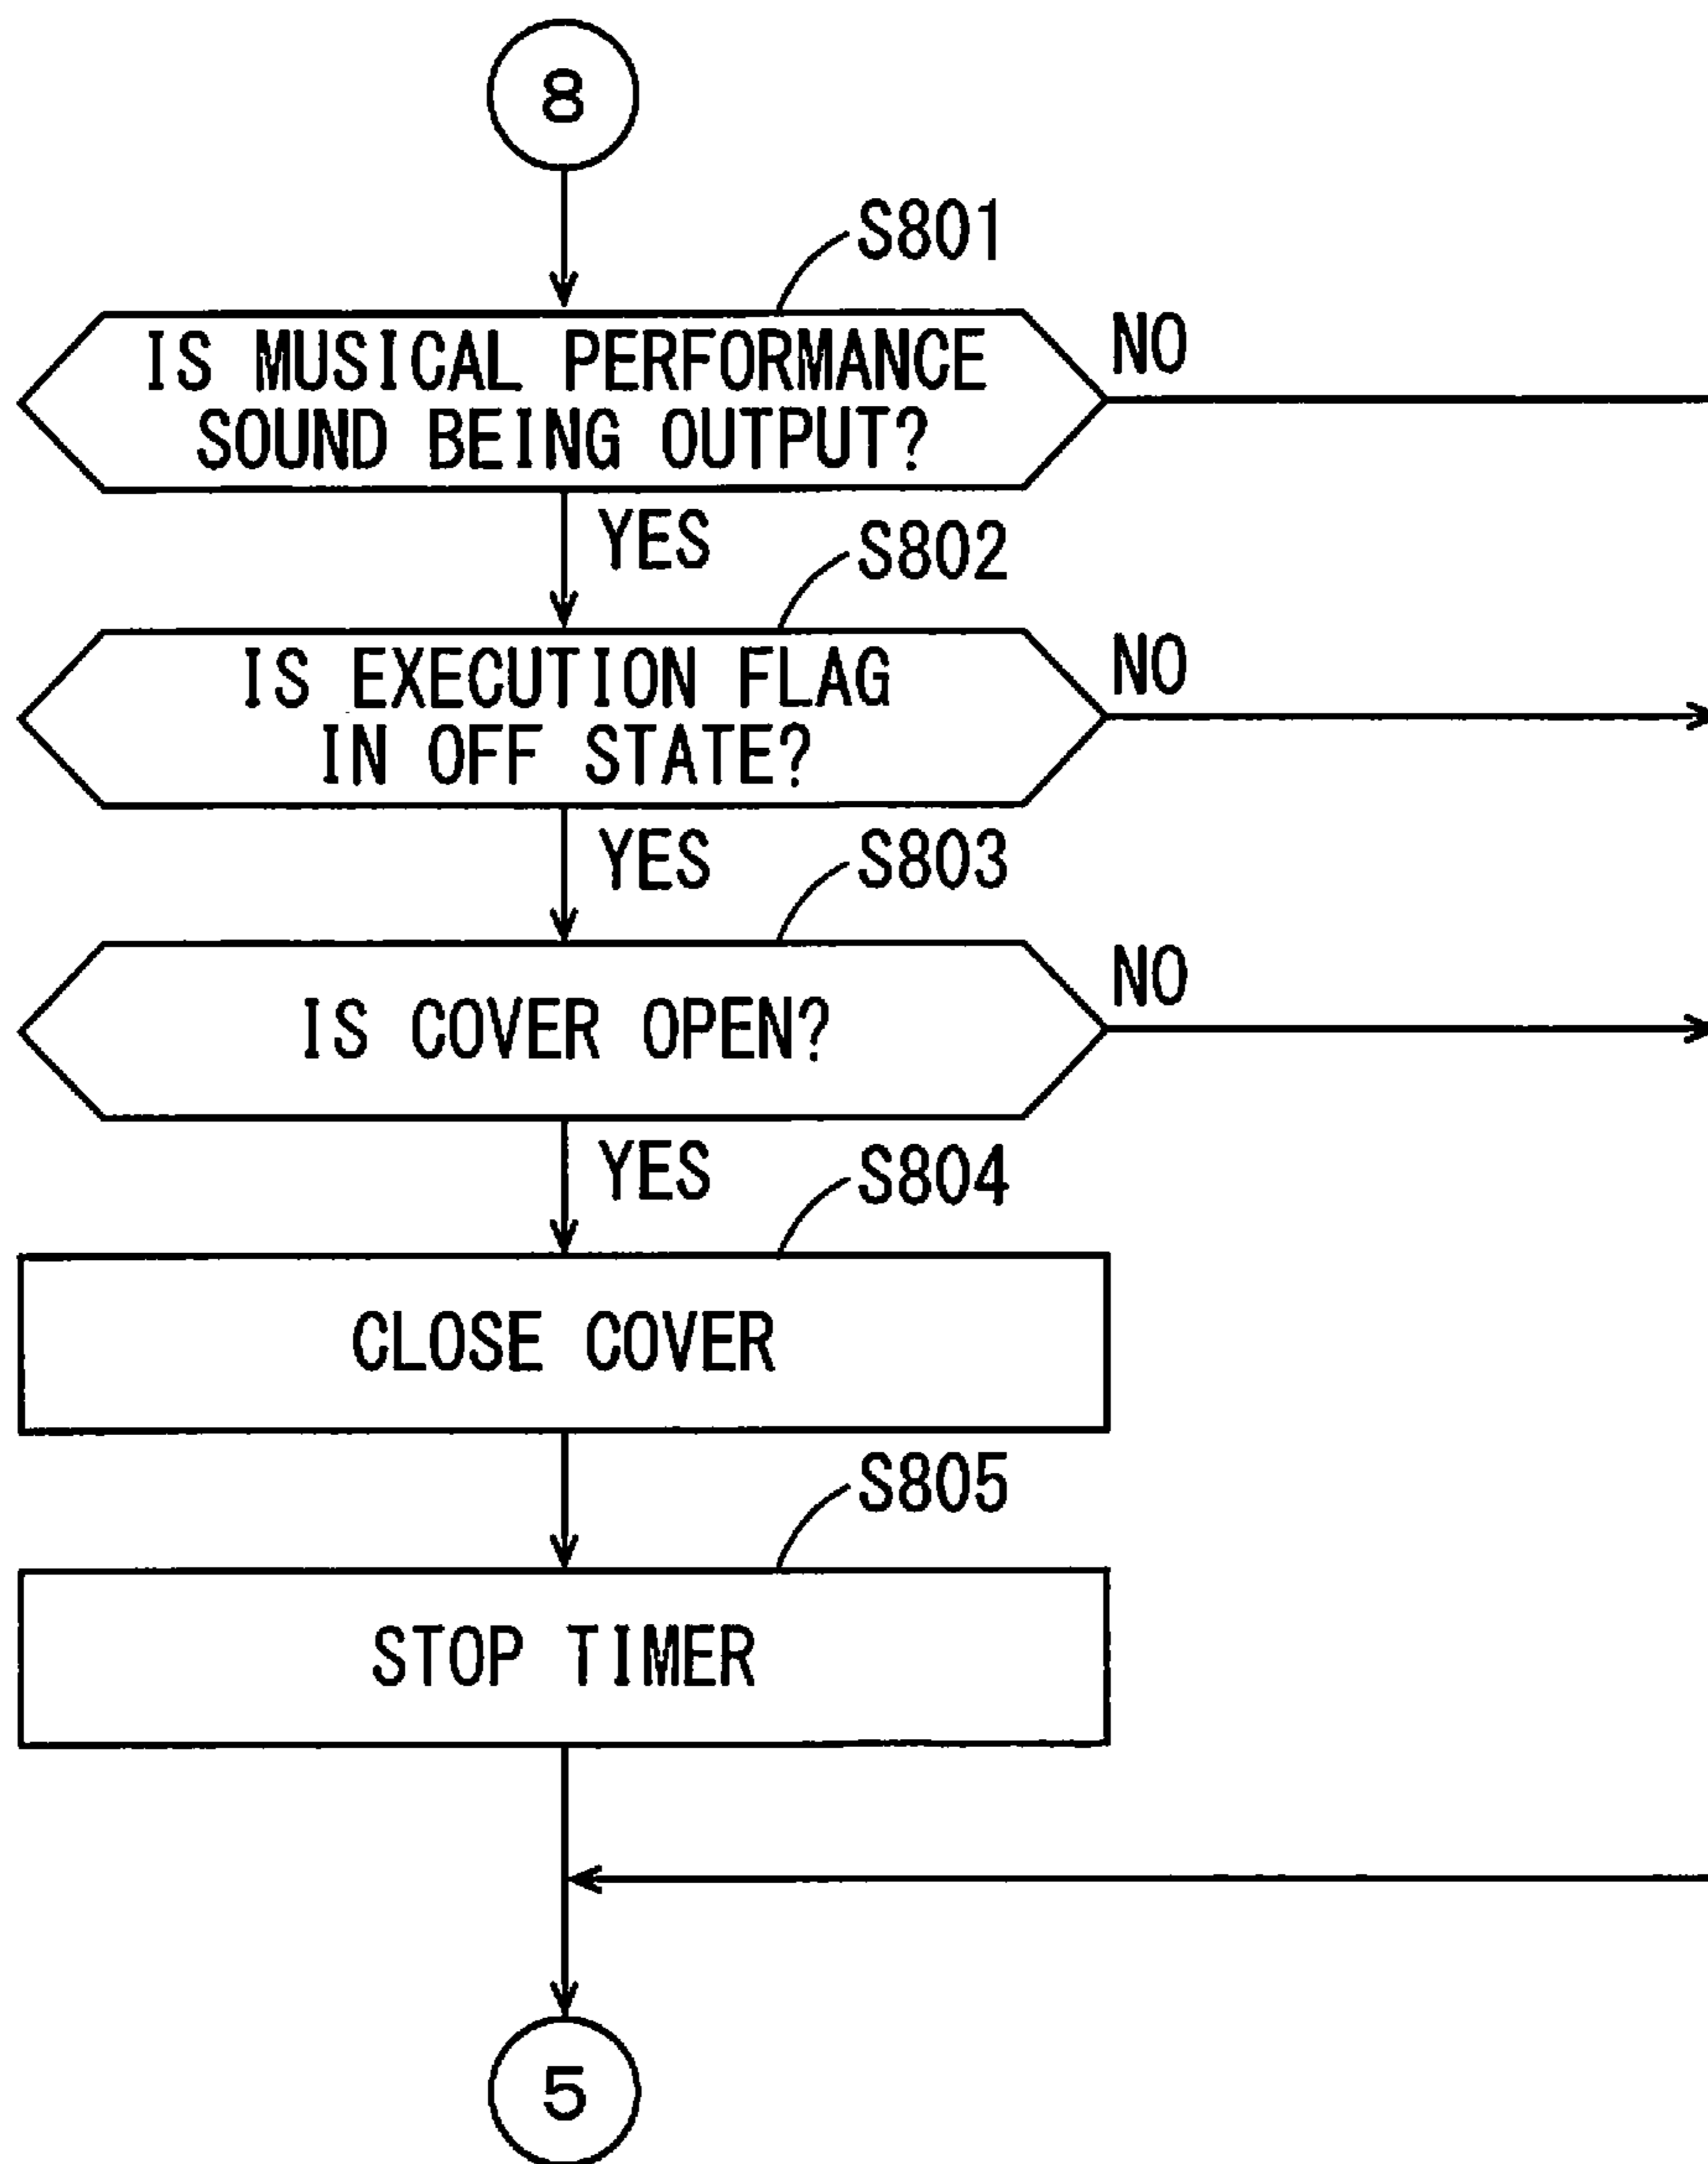 8
S801
IS MUSICAL PERFORMANCE
SOUND BEING OUTPUT?
NO
YES
S802
IS EXECUTION FLAG
IN OFF STATE?
NO
YES
S803
IS COVER OPEN?
NO
YES
S804
CLOSE COVER
S805
STOP TIMER
5